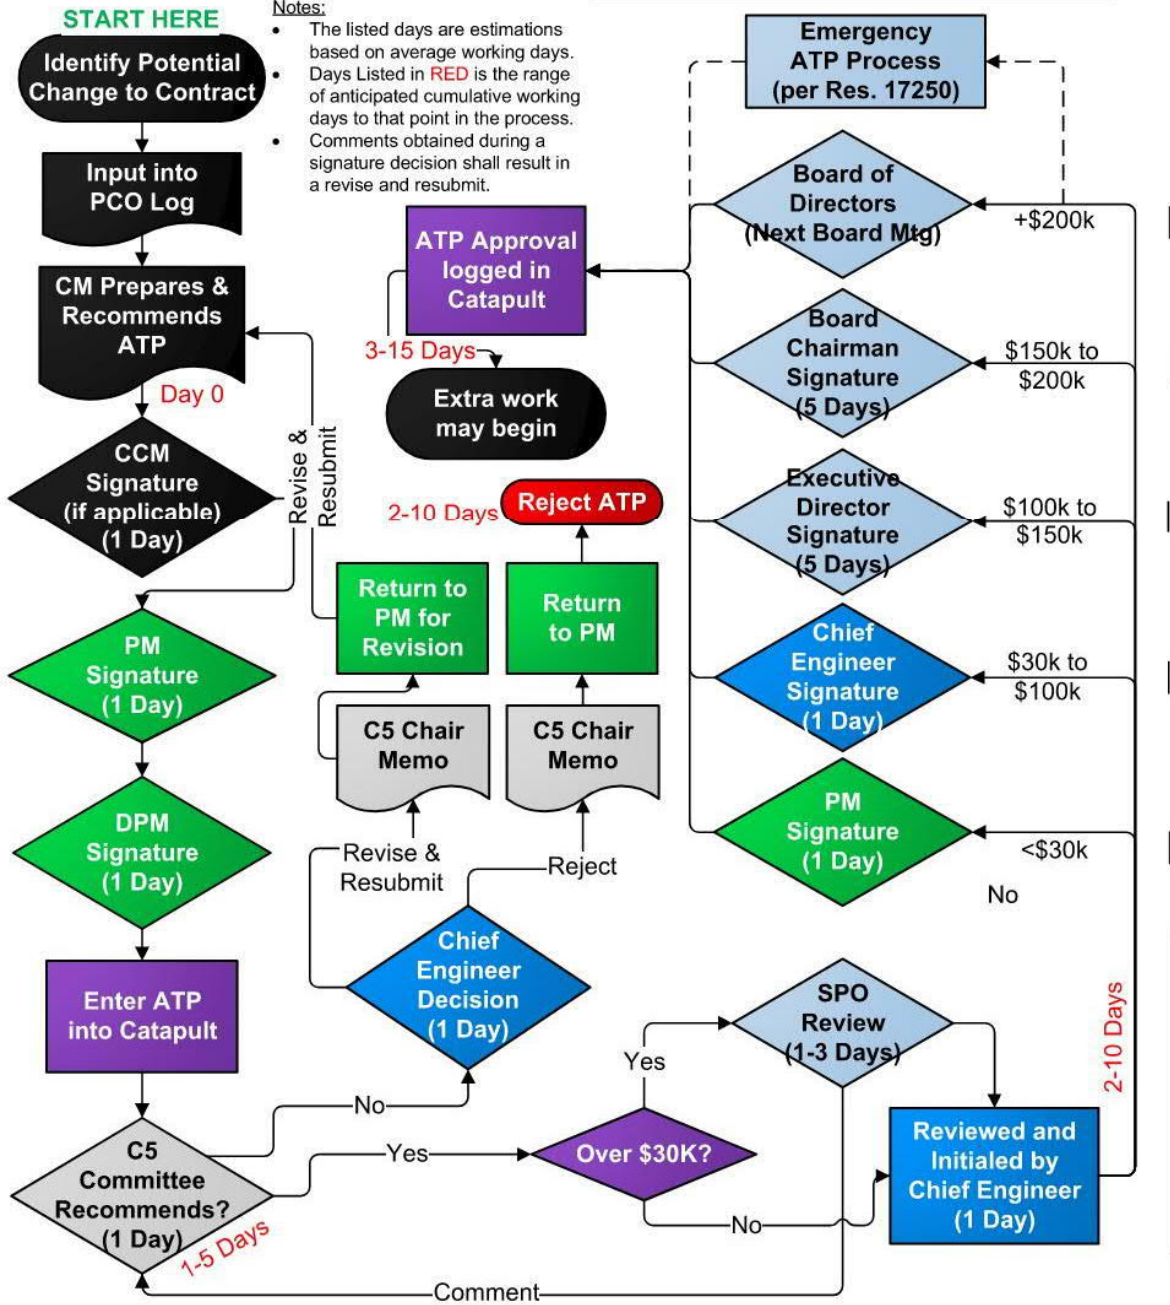 START HERE
Identify Potential
Change to Contract
Input into
PCO Log
CM Prepares &
Recommends
ATP
Day 0
CCM
Signature
(if applicable)
(1 Day)
PM
Signature
(1 Day)
DPM
Signature
(1 Day)
Enter ATP
into Catapult
C5
Committee
Recommends?
(1 Day)
1-5 Days
Notes:
• The listed days are estimations
based on average working days.
• Days Listed in RED is the range
of anticipated cumulative working
days to that point in the process.
• Comments obtained during a
signature decision shall result in
a revise and resubmit.
ATP Approval
logged in
Catapult
3-15 Days
Extra work
may begin
Revise &
Resubmit
2-10 Days
Reject ATP
Return to
PM for
Revision
Return
to PM
C5 Chair
Memo
C5 Chair
Memo
Revise &
Resubmit
Reject
Chief
Engineer
Decision
(1 Day)
No
Yes
Over $30K?
Yes
No
Comment
Emergency
ATP Process
(per Res. 17250)
Board of
Directors
(Next Board Mtg)
+$200k
Board
Chairman
Signature
(5 Days)
$150k to
$200k
Executive
Director
Signature
(5 Days)
$100k to
$150k
Chief
Engineer
Signature
(1 Day)
$30k to
$100k
PM
Signature
(1 Day)
<$30k
No
SPO
Review
(1-3 Days)
2-10 Days
Reviewed and
Initialed by
Chief Engineer
(1 Day)